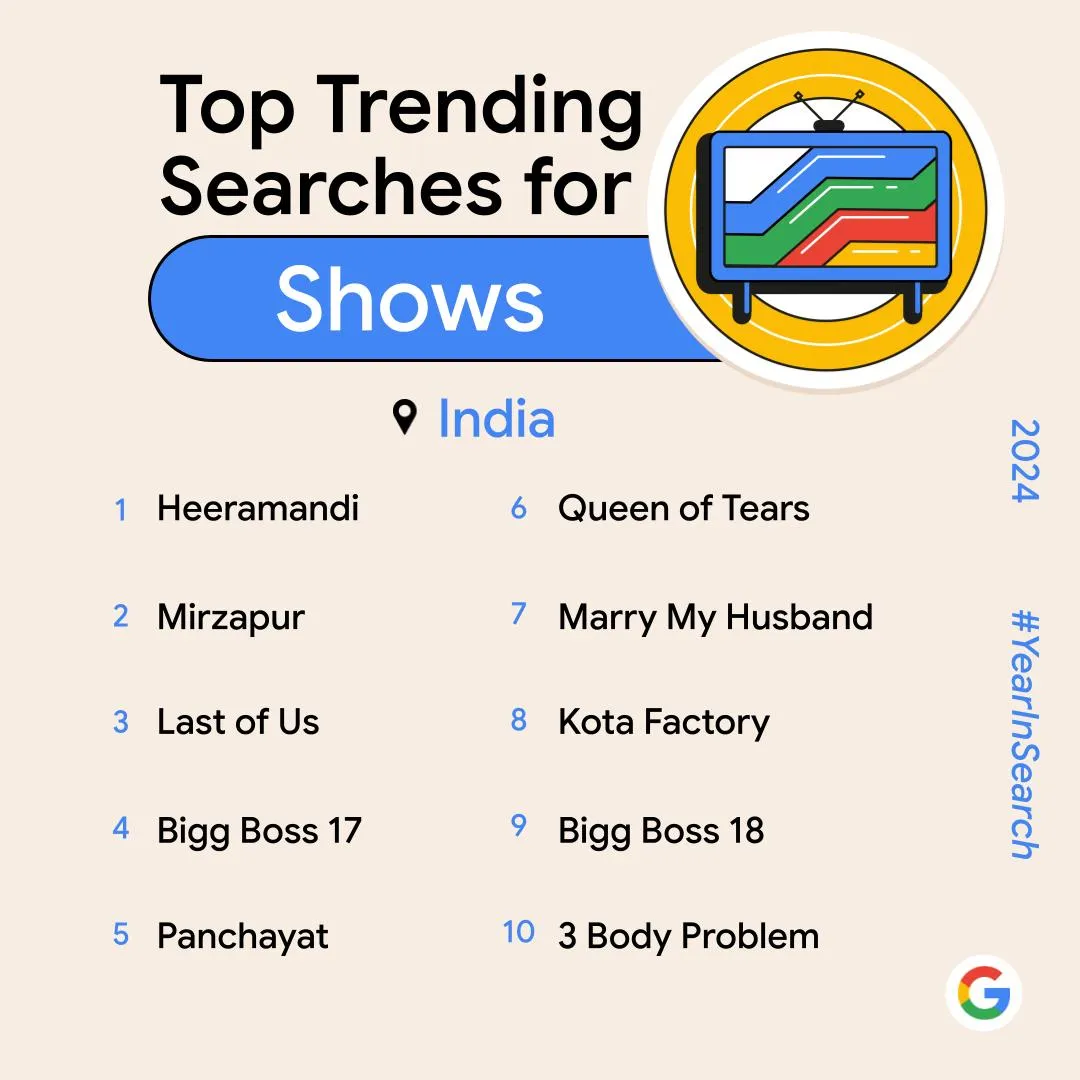 Top Trending
Searches for
Shows
India
1 Heeramandi
2 Mirzapur
3 Last of Us
4 Bigg Boss 17
5 Panchayat
6 Queen of Tears
7 Marry My Husband
8 Kota Factory
9 Bigg Boss 18
10 3 Body Problem
2024
#YearInSearch
G